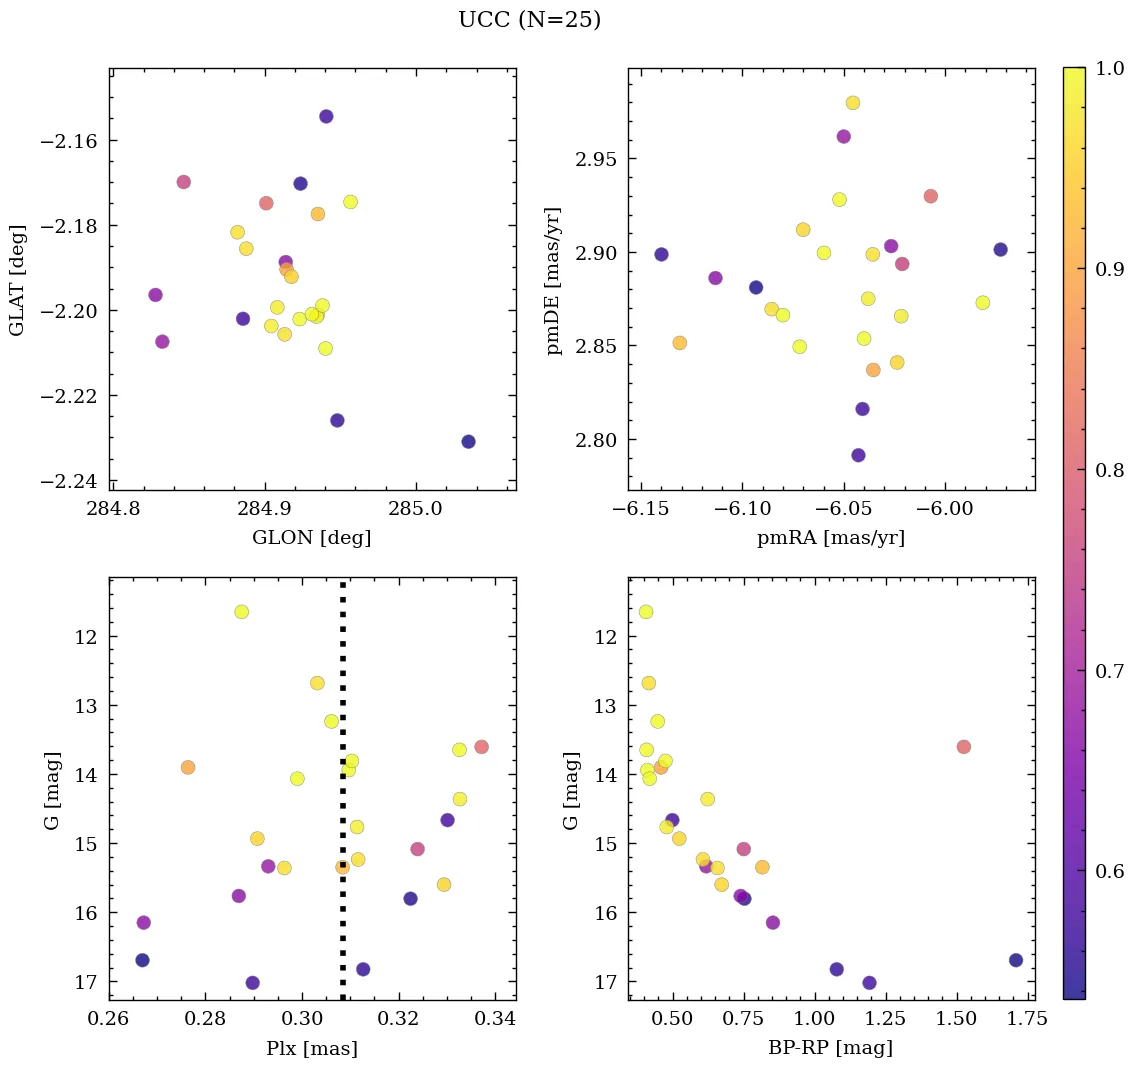 UCC (N=25)
−2.16
−2.18
−2.20
−2.22
−2.24
GLAT [deg]
284.8 284.9 285.0
GLON [deg]
2.95
2.90
2.85
2.80
pmDE [mas/yr]
−6.15 −6.10 −6.05 −6.00
pmRA [mas/yr]
12
13
14
15
16
17
G [mag]
0.26 0.28 0.30 0.32 0.34
Plx [mas]
12
13
14
15
16
17
G [mag]
0.50 0.75 1.00 1.25 1.50 1.75
BP-RP [mag]
1.0
0.9
0.8
0.7
0.6